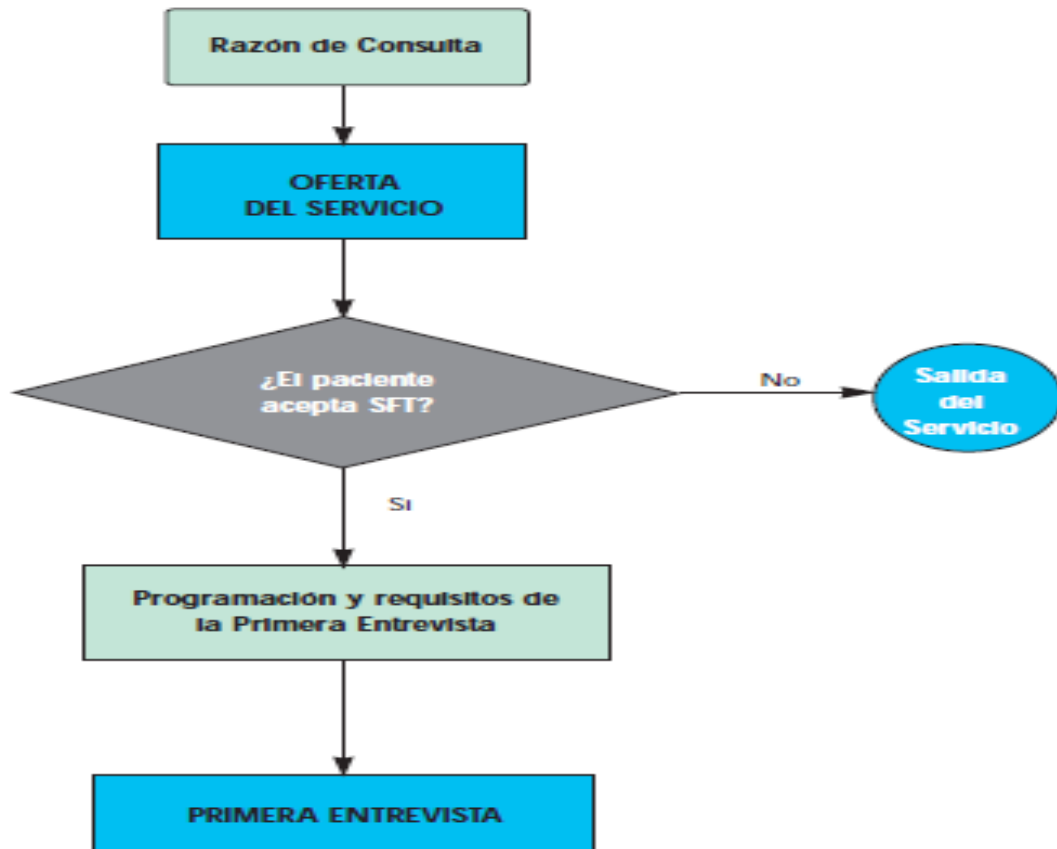 Razón de Consulta
OFERTA
DEL SERVICIO
¿El paciente
acepta SFT?
No
Salida
del
Servicio
Si
Programación y requisitos de
la Primera Entrevista
PRIMERA ENTREVISTA